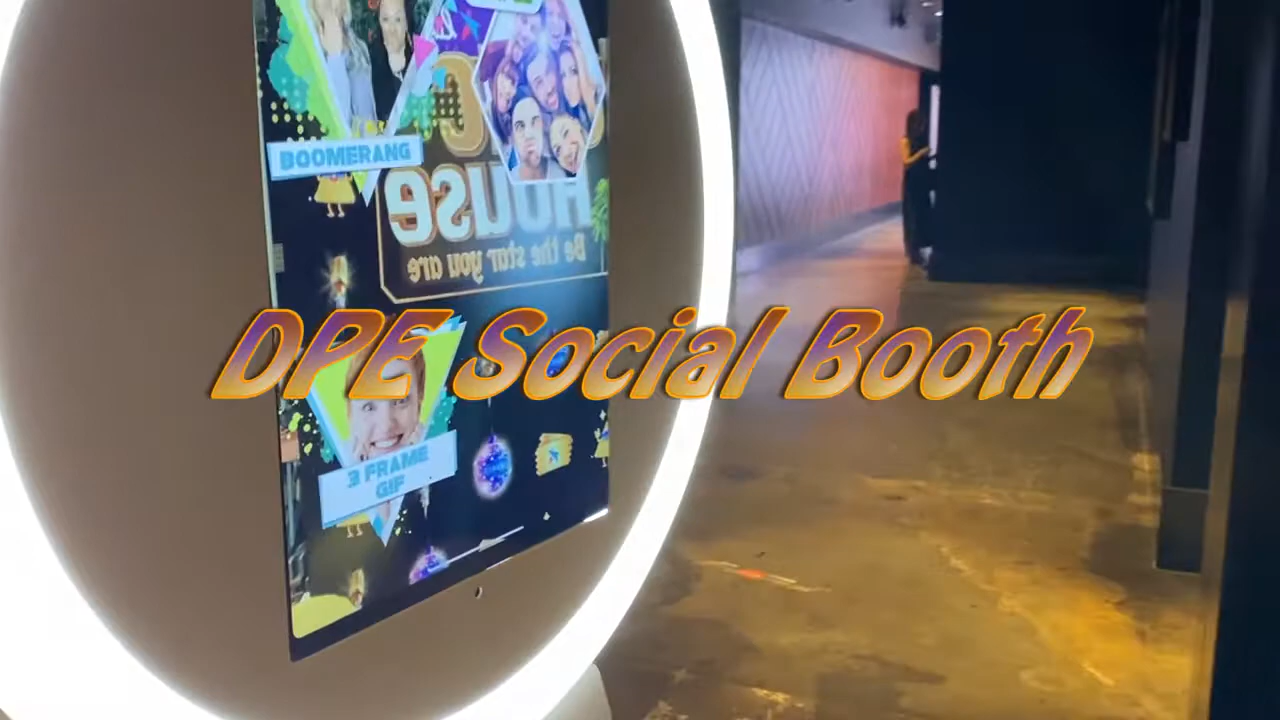 BOOMERANG
House
Be the star you are
DPE Social Booth
3 FRAME
GIF